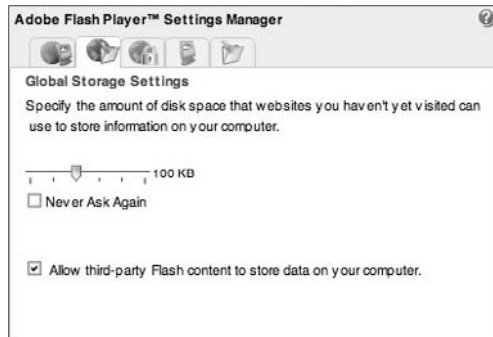 Adobe Flash Player™ Settings Manager
Global Storage Settings
Specify the amount of disk space that websites you haven't yet visited can
use to store information on your computer.
100 KB
Never Ask Again
Allow third-party Flash content to store data on your computer.